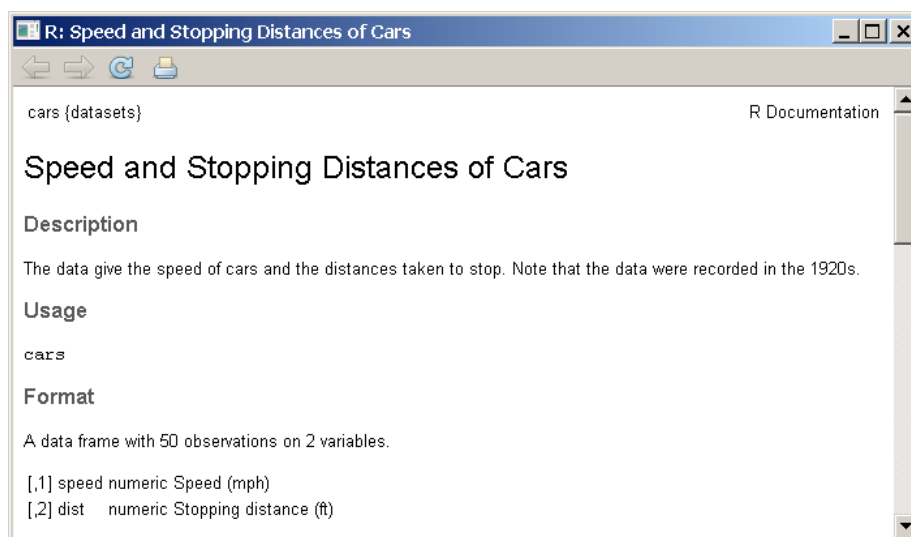 R: Speed and Stopping Distances of Cars
cars {datasets} R Documentation
Speed and Stopping Distances of Cars
Description
The data give the speed of cars and the distances taken to stop. Note that the data were recorded in the 1920s.
Usage
cars
Format
A data frame with 50 observations on 2 variables.
[,1] speed numeric Speed (mph)
[,2] dist numeric Stopping distance (ft)